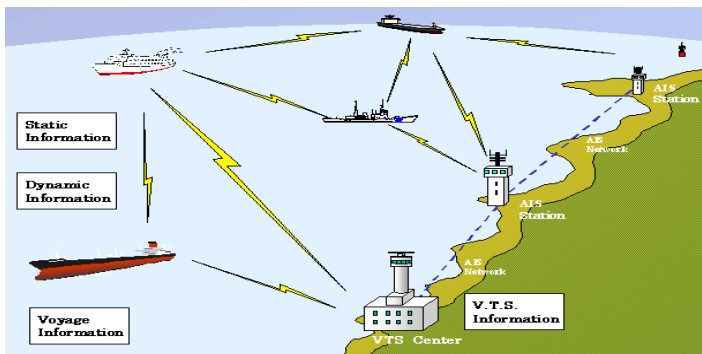 AIS
Station
Static
Information
AIS
Network
Dynamic
Information
AIS
Station
AIS
Network
Voyage
Information
V.T.S.
Information
VTS Center